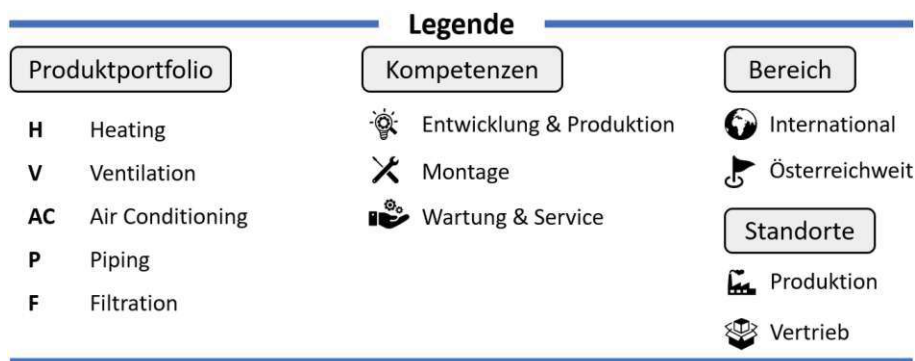 Legende
Produktportfolio
H Heating
V Ventilation
AC Air Conditioning
P Piping
F Filtration
Kompetenzen
Entwicklung & Produktion
Montage
Wartung & Service
Bereich
International
Österreichweit
Standorte
Produktion
Vertrieb